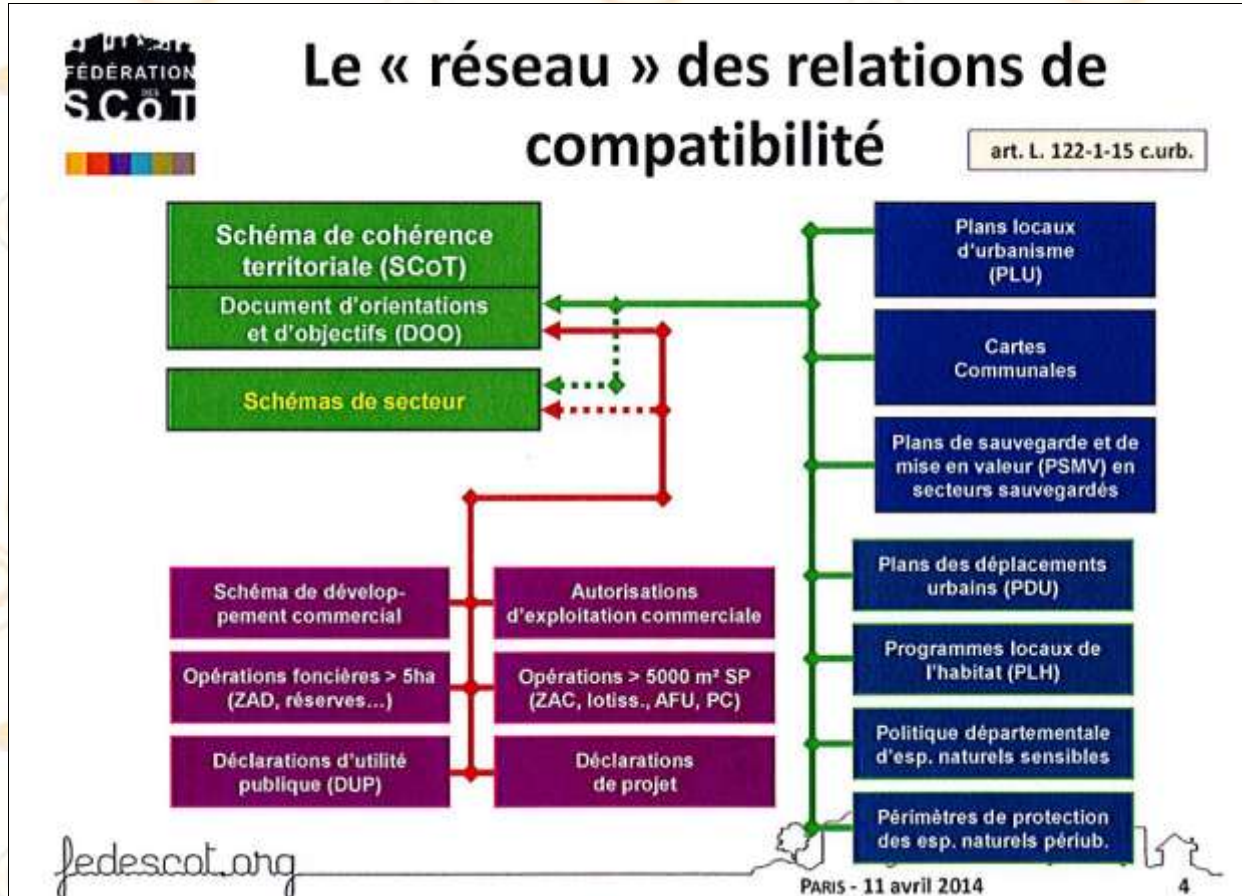 FÉDÉRATION
DES
SCoT
Le « réseau » des relations de
compatibilité
art. L. 122-1-15 c.urb.
Schéma de cohérence
territoriale (SCoT)
Document d'orientations
et d'objectifs (DOO)
Schémas de secteur
Plans locaux
d'urbanisme
(PLU)
Cartes
Communales
Plans de sauvegarde et de
mise en valeur (PSMV) en
secteurs sauvegardés
Plans des déplacements
urbains (PDU)
Programmes locaux de
l'habitat (PLH)
Politique départementale
d'esp. naturels sensibles
Périmètres de protection
des esp. naturels périub.
Schéma de dévelop-
pement commercial
Autorisations
d'exploitation commerciale
Opérations foncières > 5ha
(ZAD, réserves...)
Opérations > 5000 m² SP
(ZAC, lotiss., AFU, PC)
Déclarations d'utilité
publique (DUP)
Déclarations
de projet
fedescot.org
PARIS - 11 avril 2014
4